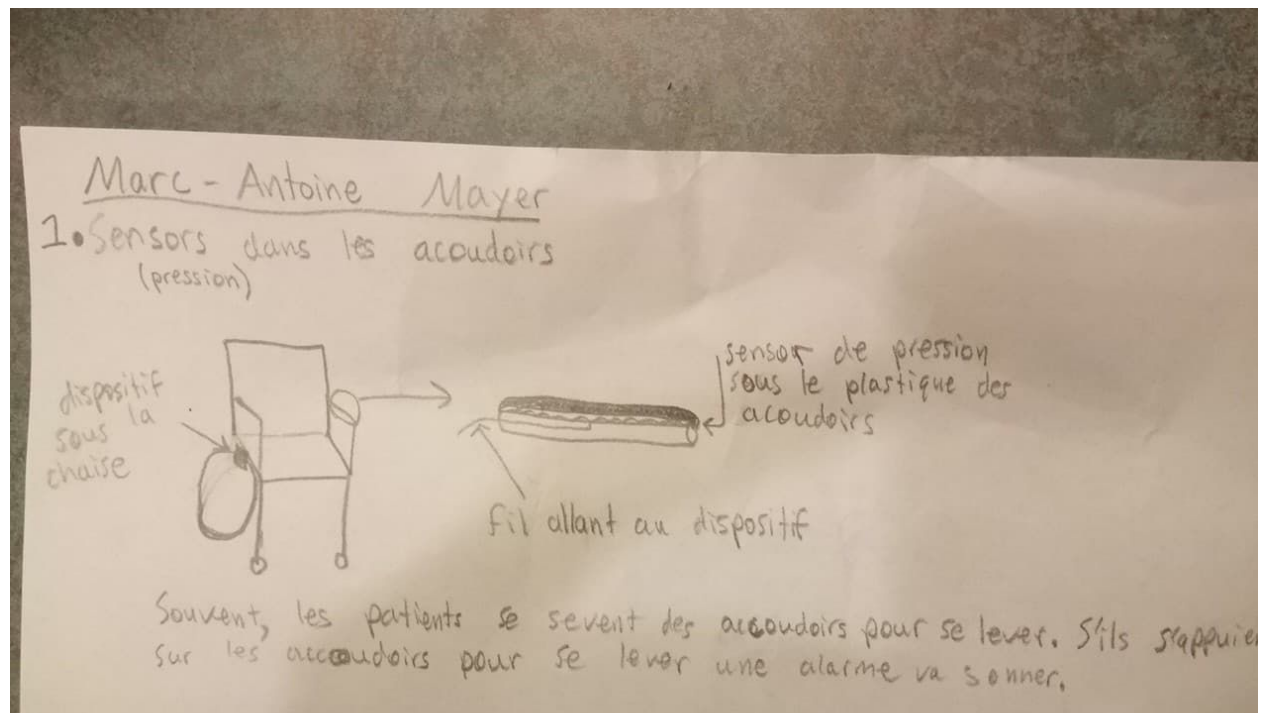 Marc-Antoine Mayer
1. Sensors dans les acoudoirs
(pression)
dispositif
sous la
chaise
sensor de pression
sous le plastique des
acoudoirs
fil allant au dispositif
Souvent, les patients se sevent des accoudoirs pour se lever. S'ils s'appuie
sur les accoudoirs pour se lever une alarme va sonner.